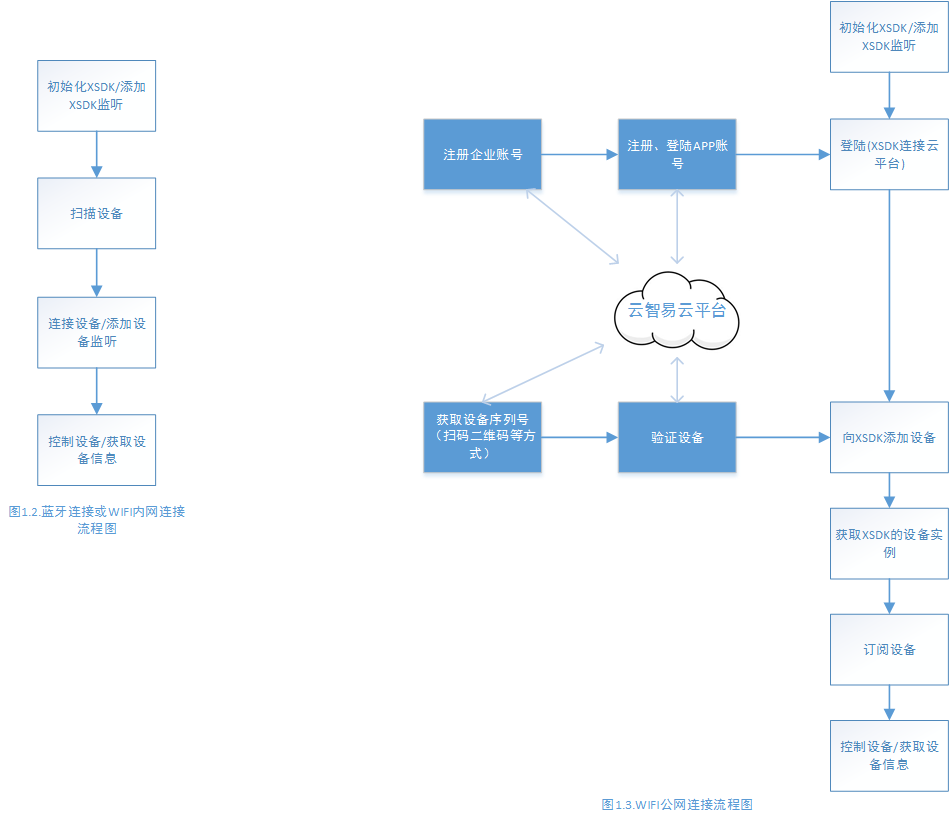 初始化XSDK/添加
XSDK监听
扫描设备
连接设备/添加设
备监听
控制设备/获取设
备信息
图1.2.蓝牙连接或WIFI内网连接
流程图
初始化XSDK/添加
XSDK监听
注册企业账号
注册、登陆APP账
号
登陆(XSDK连接云
平台)
云智易云平台
获取设备序列号
（扫码二维码等方
式）
验证设备
向XSDK添加设备
获取XSDK的设备实
例
订阅设备
控制设备/获取设
备信息
图1.3.WIFI公网连接流程图